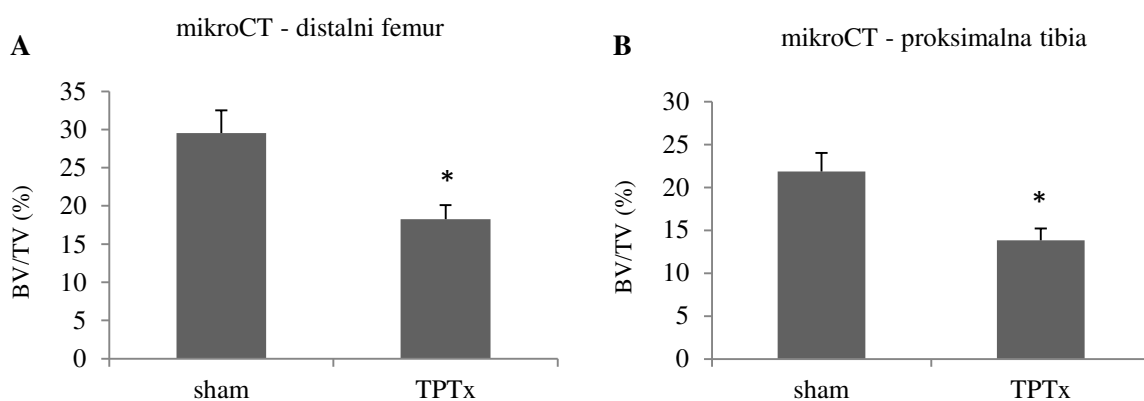 A
mikroCT - distalni femur
BV/TV (%)
35
30
25
20
15
10
5
0
*
sham
TPTx
B
mikroCT - proksimalna tibia
BV/TV (%)
30
25
20
15
10
5
0
*
sham
TPTx